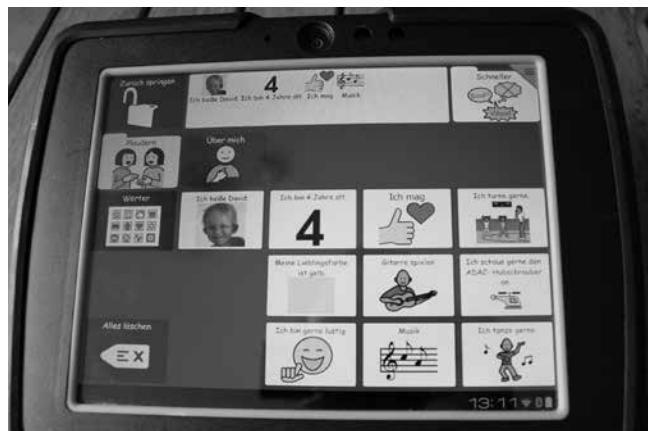 Zurück springen
4
Ich heiße David. Ich bin 4 Jahre alt. Ich mag Musik
Schneller
Plaudern
Über mich
Wörter
Ich heiße David.
Ich bin 4 Jahre alt.
4
Ich mag
Ich turne gerne.
Meine Lieblingsfarbe
ist gelb.
Gitarre spielen
Ich schaue gerne den
ADAC- Hubschrauber
an
Alles löschen
X
Ich bin gerne lustig
Musik
Ich tanze gerne
13:11